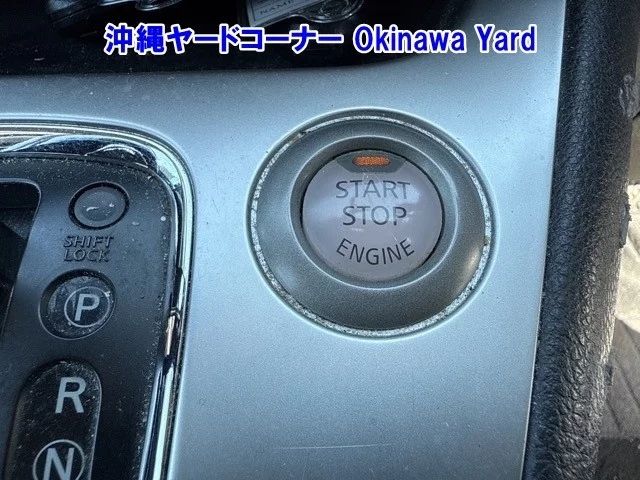 沖縄ヤードコーナー Okinawa Yard
START
STOP
ENGINE
SHIFT
LOCK
P
R
N